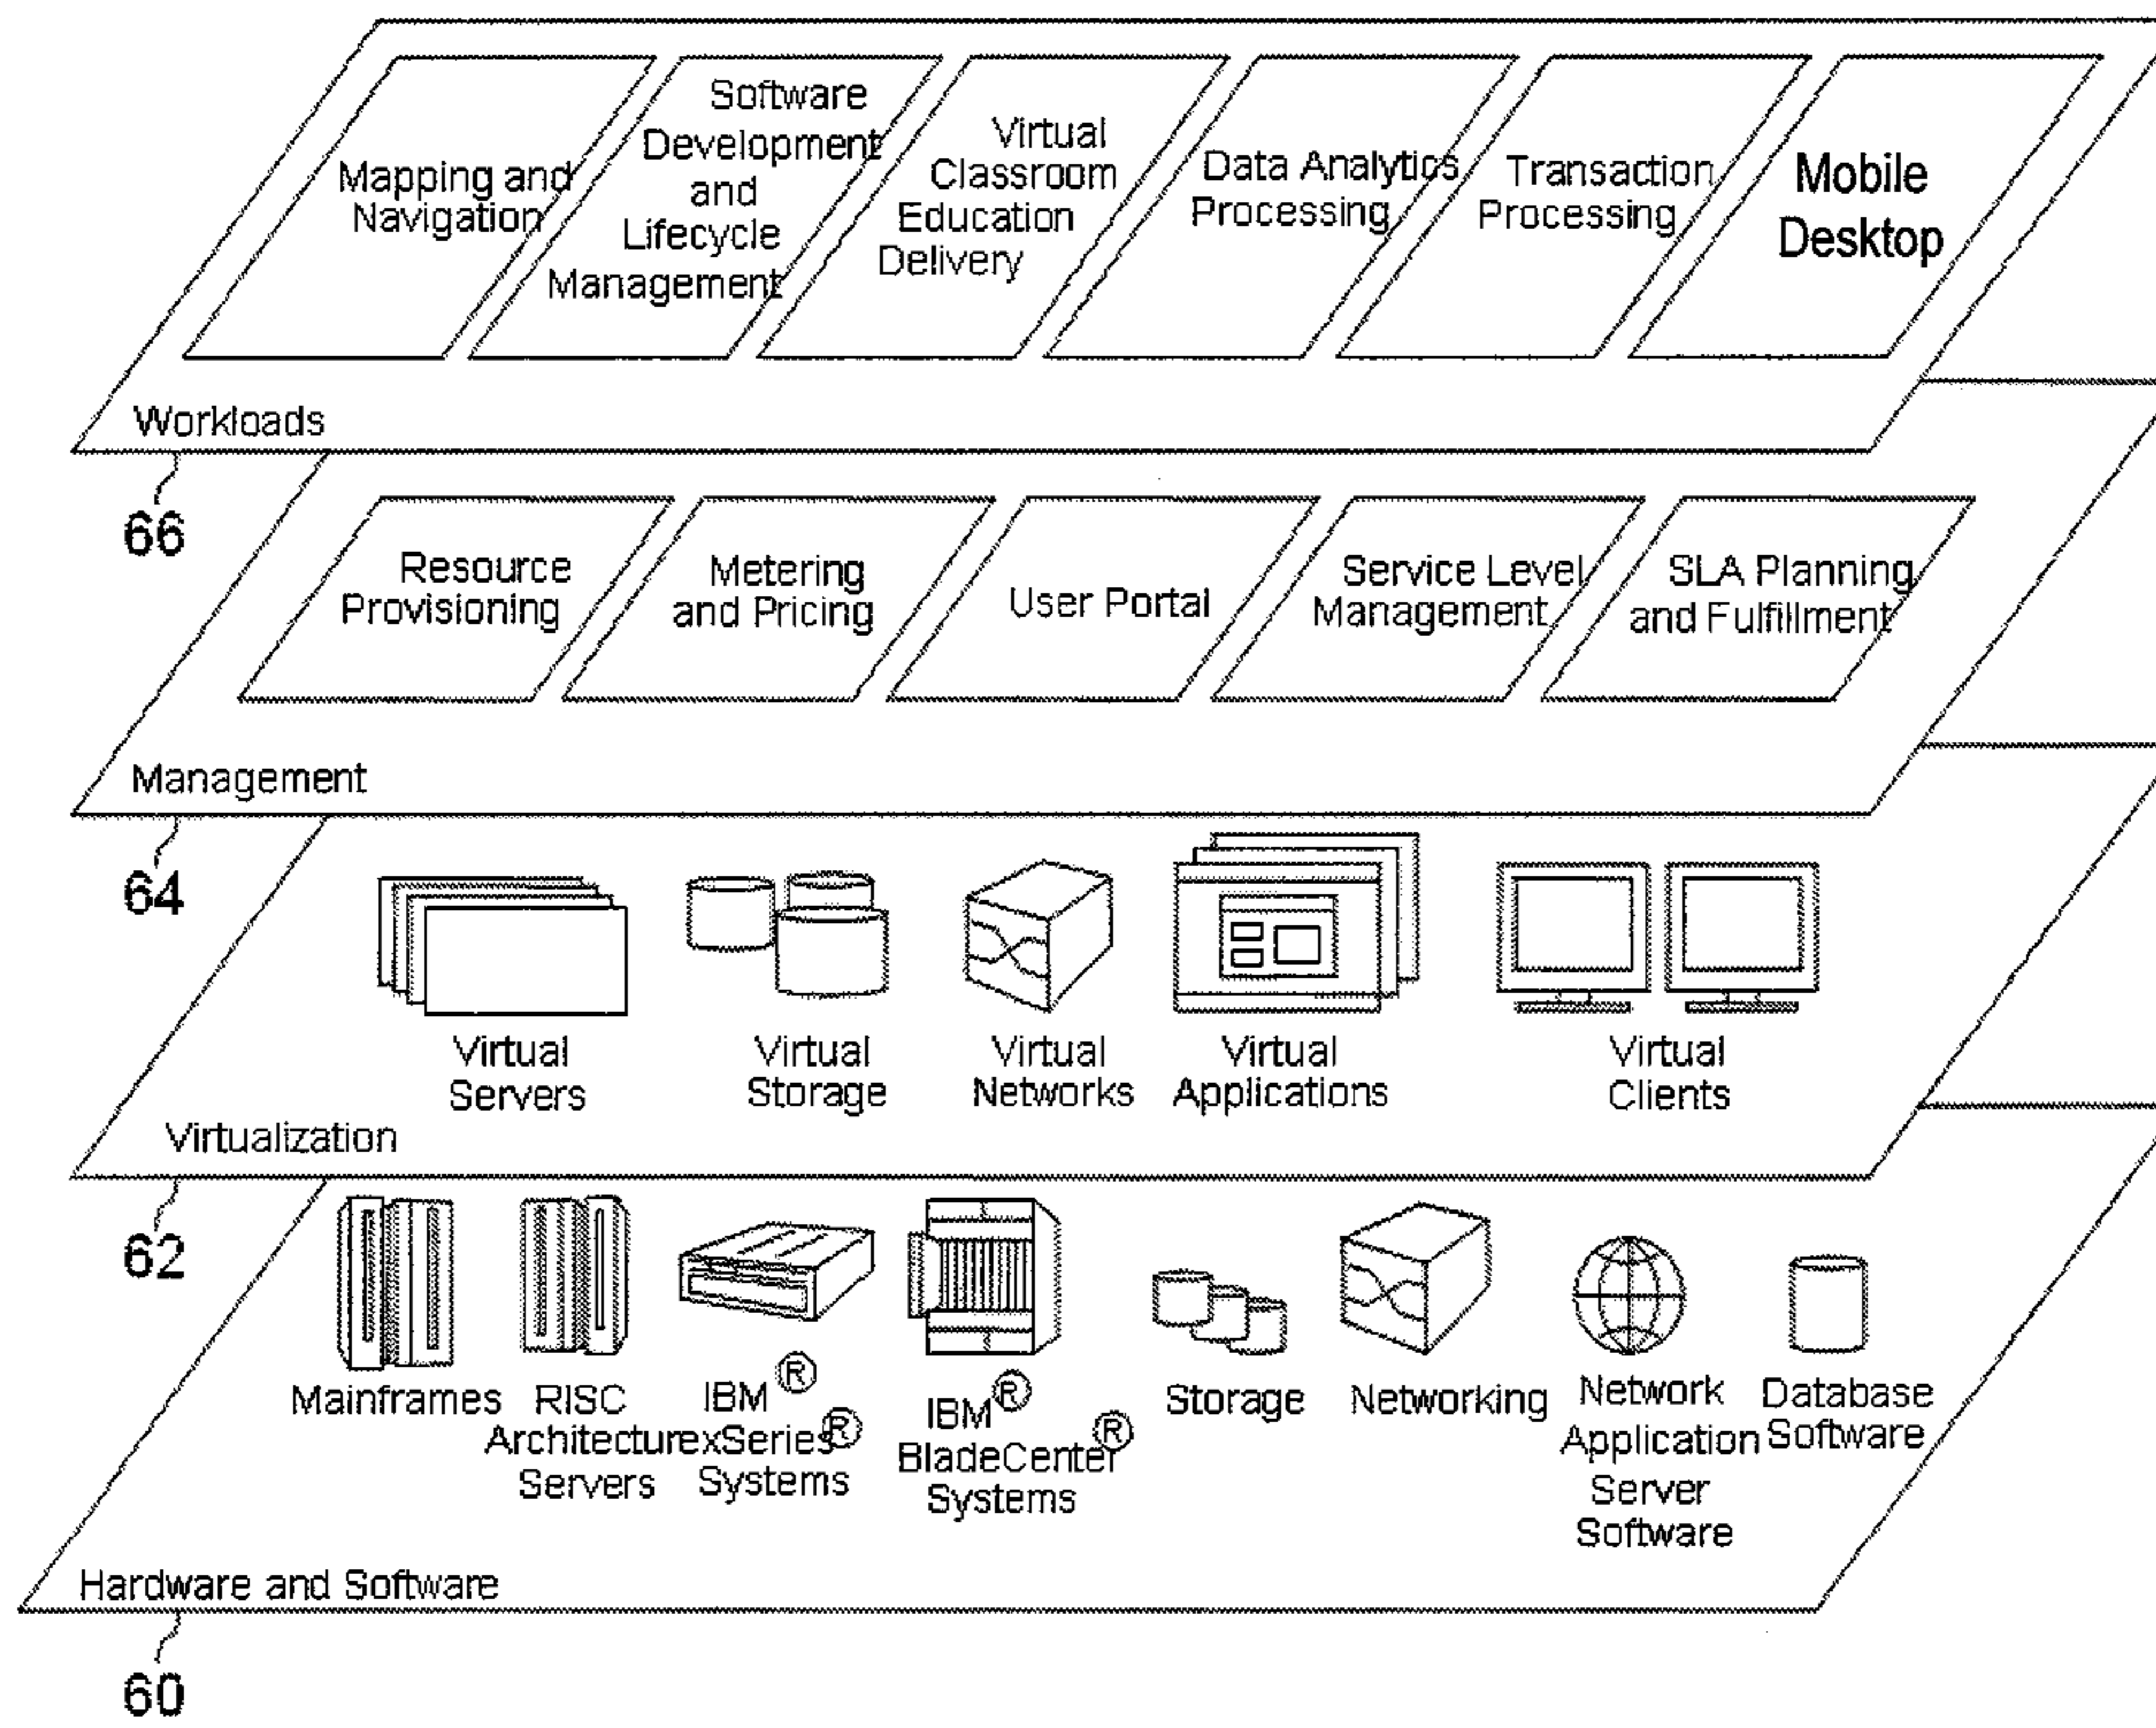 Mapping and
Navigation
Software
Development
and
Lifecycle
Management
Virtual
Classroom
Education
Delivery
Data Analytics
Processing
Transaction
Processing
Mobile
Desktop
Workloads
66
Resource
Provisioning
Metering
and Pricing
User Portal
Service Level
Management
SLA Planning
and Fulfillment
Management
64
Virtual
Servers
Virtual
Storage
Virtual
Networks
Virtual
Applications
Virtual
Clients
Virtualization
62
Mainframes
RISC
Architecture
Servers
IBM®
xSeries®
Systems
IBM®
BladeCenter®
Systems
Storage
Networking
Network
Application
Server
Software
Database
Software
Hardware and Software
60